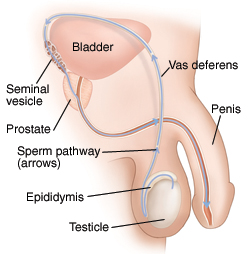 Bladder
Vas deferens
Seminal
vesicle
Penis
Prostate
Sperm pathway
(arrows)
Epididymis
Testicle